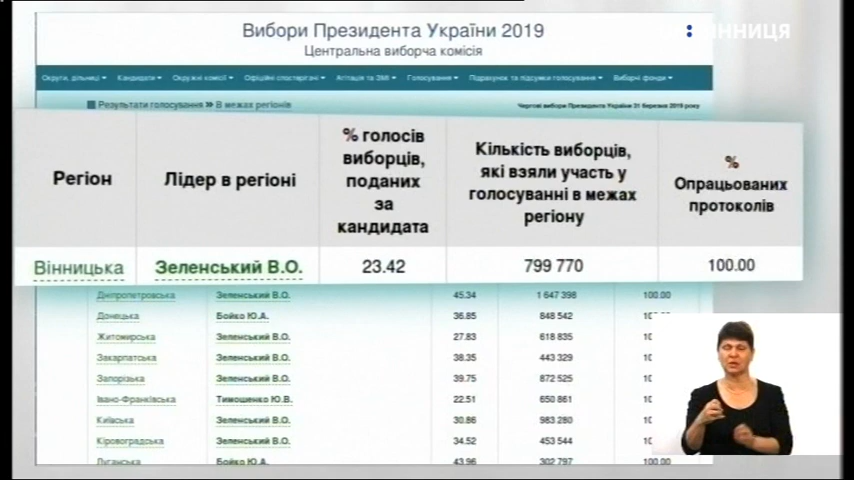 Вибори Президента України 2019
Центральна виборча комісія
ВІННИЦЯ
Округи, дільниці Кандидати Окружні комісії Офіційні спостерігачі Агітація та ЗМІ Голосування Підрахунок та підсумки голосування Виборчі фонди
Результати голосування В межах регіонів
Чергові вибори Президента України 31 березня 2019 року
Регіон
Лідер в регіоні
% голосів
виборців,
поданих
за
кандидата
Кількість виборців,
які взяли участь у
голосуванні в межах
регіону
%
Опрацьованих
протоколів
Вінницька Зеленський В.О. 23.42 799 770 100.00
Дніпропетровська Зеленський В.О. 45.34 1 647 398 100.00
Донецька Бойко Ю.А. 36.85 848 542
Житомирська Зеленський В.О. 27.83 618 835
Закарпатська Зеленський В.О. 38.35 443 329
Запорізька Зеленський В.О. 39.75 872 525
Івано-Франківська Тимошенко Ю.В. 22.51 650 861
Київська Зеленський В.О. 30.86 983 280
Кіровоградська Зеленський В.О. 34.52 453 544
Луганська Бойко Ю.А. 43.96 302 797 100.00